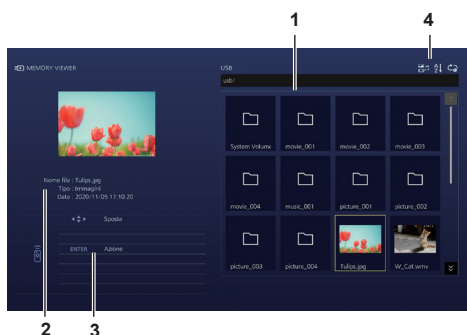 1
4
MEMORY VIEWER
USB
usb/
System Volume
movie_001
movie_002
movie_003
Nome file : Tulips.jpg
Tipo : Immagini
Data : 2020/11/05 17:10:20
movie_004
music_001
picture_001
picture_002
Sposta
ENTER Azione
picture_003
picture_004
Tulips.jpg
W_Cat.wmv
2
3